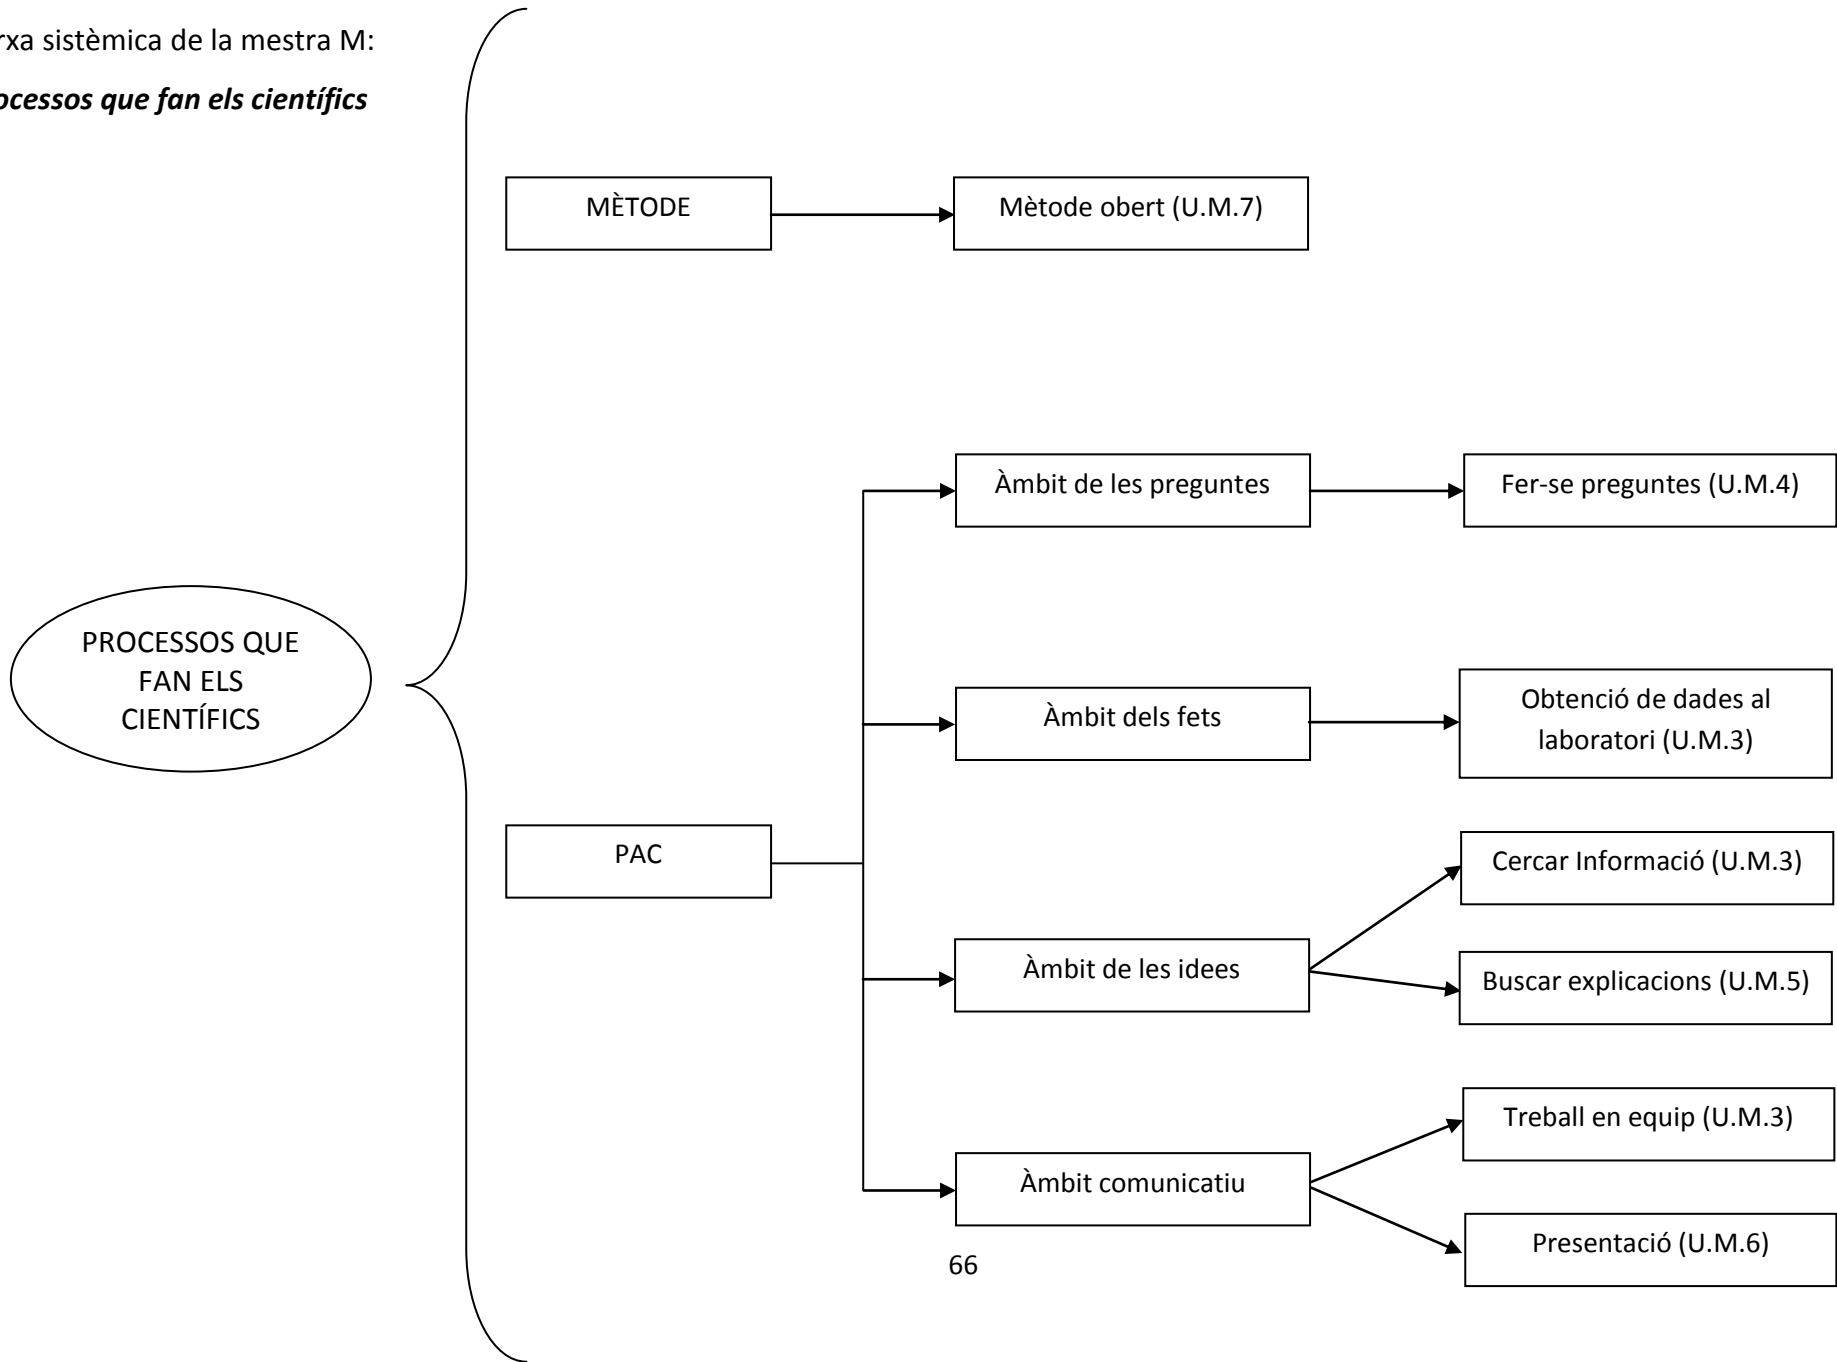 rxa sistèmica de la mestra M:
ocessos que fan els científics
MÈTODE
Mètode obert (U.M.7)
Àmbit de les preguntes
Fer-se preguntes (U.M.4)
PROCESSOS QUE
FAN ELS
CIENTÍFICS
Àmbit dels fets
Obtenció de dades al
laboratori (U.M.3)
PAC
Cercar Informació (U.M.3)
Àmbit de les idees
Buscar explicacions (U.M.5)
Treball en equip (U.M.3)
Àmbit comunicatiu
Presentació (U.M.6)
66